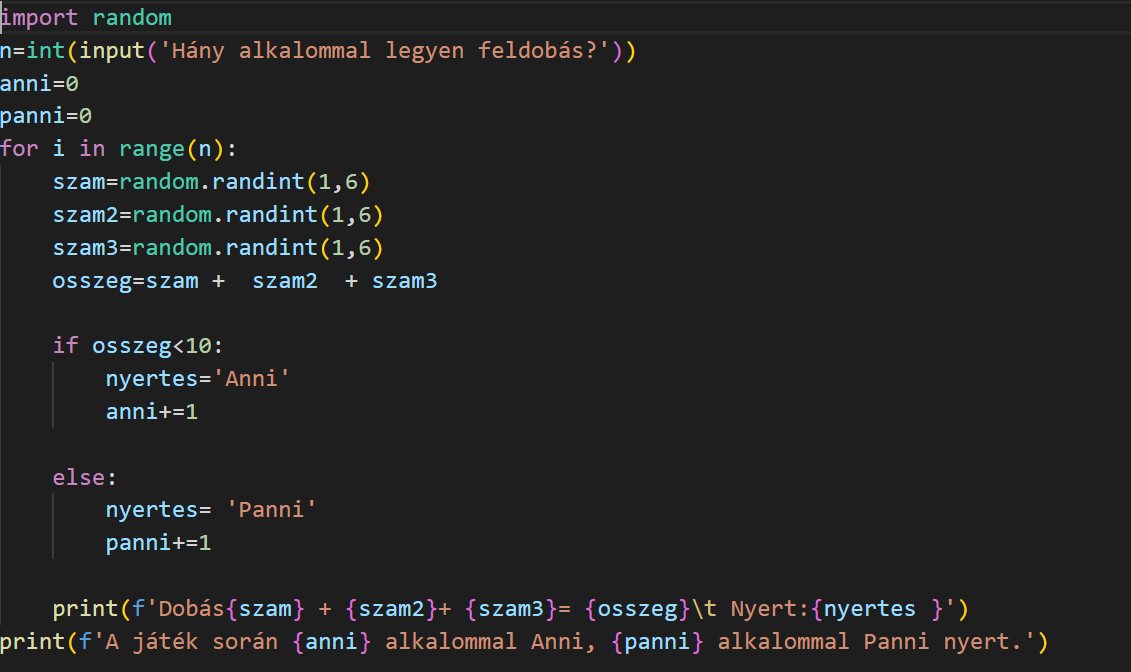 import random
n=int(input('Hány alkalommal legyen feldobás?'))
anni=0
panni=0
for i in range(n):
    szam=random.randint(1,6)
    szam2=random.randint(1,6)
    szam3=random.randint(1,6)
    osszeg=szam +  szam2  + szam3
    if osszeg<10:
        nyertes='Anni'
        anni+=1
    else:
        nyertes= 'Panni'
        panni+=1
    print(f'Dobás{szam} + {szam2}+ {szam3}= {osszeg}\t Nyert:{nyertes }')
print(f'A játék során {anni} alkalommal Anni, {panni} alkalommal Panni nyert.')